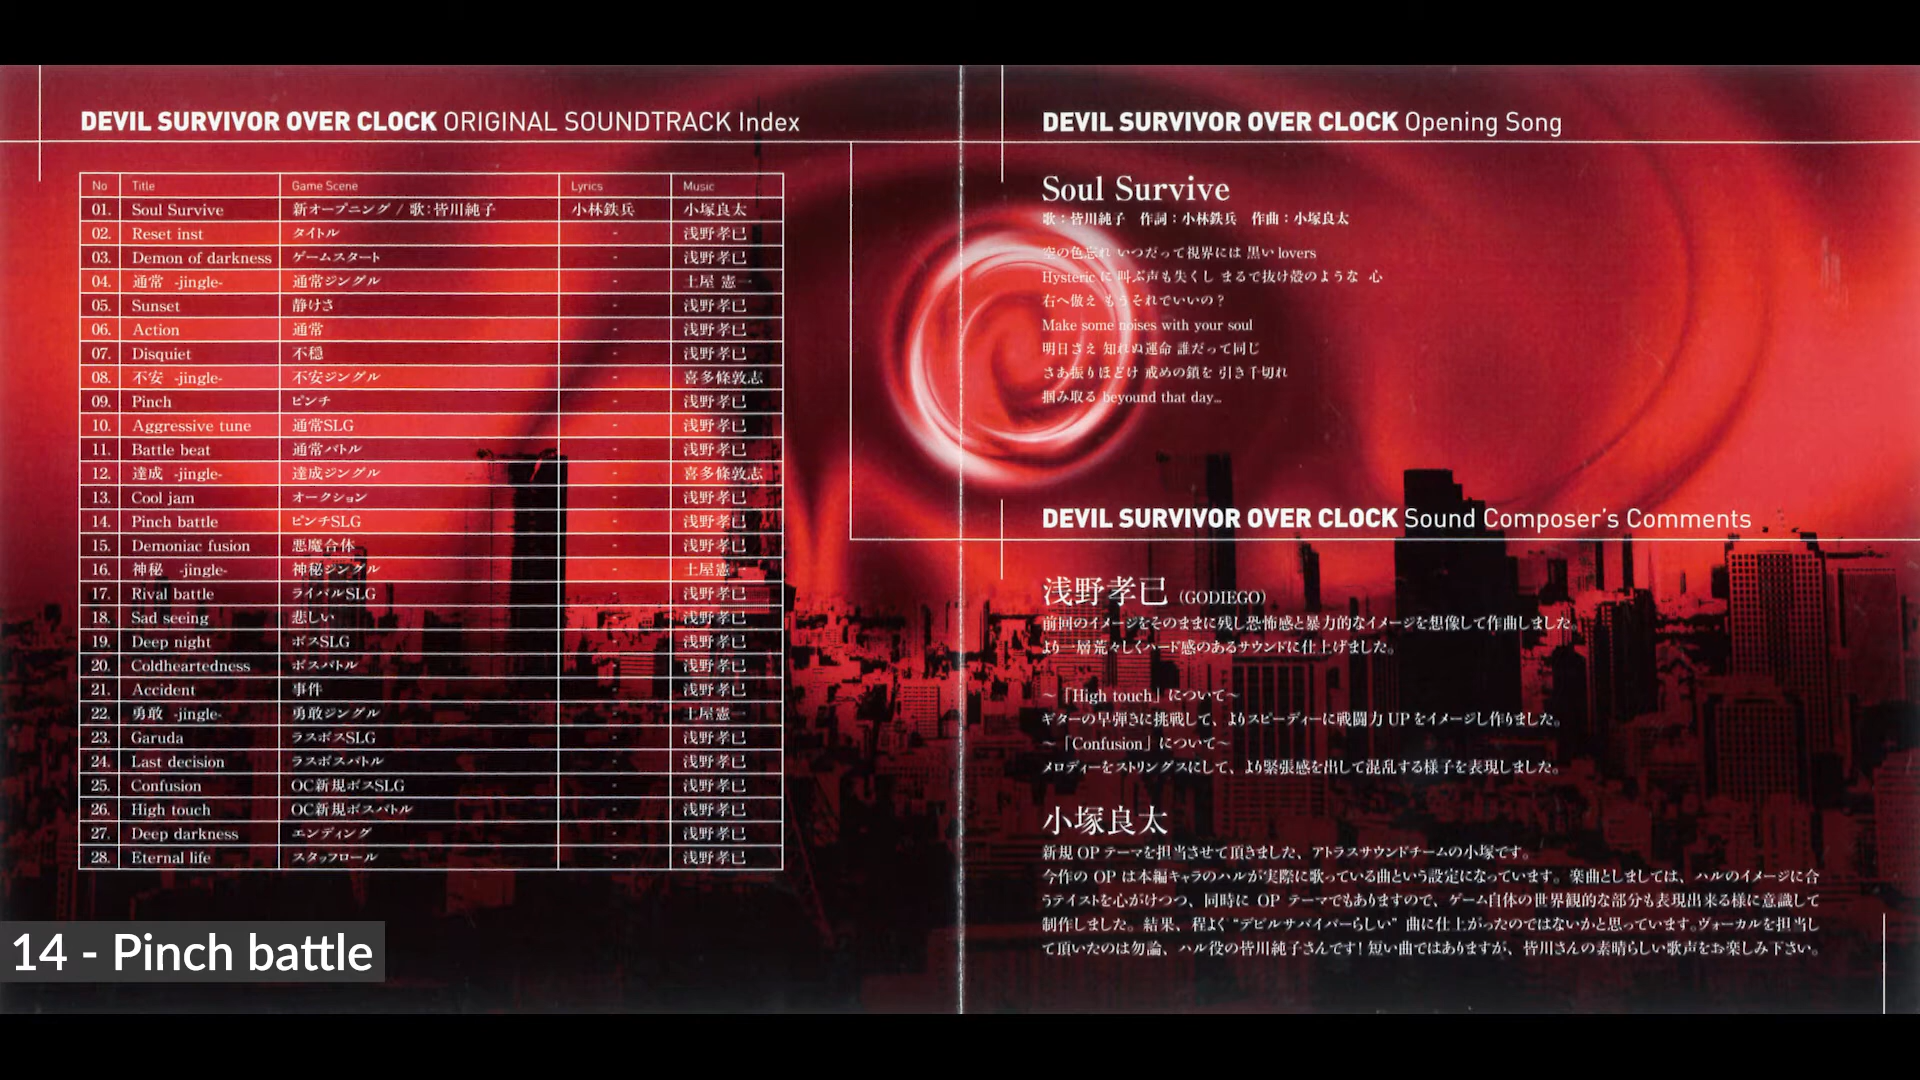 DEVIL SURVIVOR OVER CLOCK ORIGINAL SOUNDTRACK Index
No Title Game Scene Lyrics Music
01. Soul Survive 新オープニング / 歌：皆川純子 小林鉄兵 小塚良太
02. Reset inst タイトル - 浅野孝已
03. Demon of darkness ゲームスタート - 浅野孝已
04. 通常 -jingle- 通常ジングル - 土屋 憲一
05. Sunset 静けさ - 浅野孝已
06. Action 通常 - 浅野孝已
07. Disquiet 不穏 - 浅野孝已
08. 不安 -jingle- 不安ジングル - 喜多條敦志
09. Pinch ピンチ - 浅野孝已
10. Aggressive tune 通常SLG - 浅野孝已
11. Battle beat 通常バトル - 浅野孝已
12. 達成 -jingle- 達成ジングル - 喜多條敦志
13. Cool jam オークション - 浅野孝已
14. Pinch battle ピンチSLG - 浅野孝已
15. Demoniac fusion 悪魔合体 - 浅野孝已
16. 神秘 -jingle- 神秘ジングル - 土屋憲一
17. Rival battle ライバルSLG - 浅野孝已
18. Sad seeing 悲しい - 浅野孝已
19. Deep night ボスSLG - 浅野孝已
20. Coldheartedness ボスバトル - 浅野孝已
21. Accident 事件 - 浅野孝已
22. 勇敢 -jingle- 勇敢ジングル - 土屋憲一
23. Garuda ラスボスSLG - 浅野孝已
24. Last decision ラスボスバトル - 浅野孝已
25. Confusion OC新規ボスSLG - 浅野孝已
26. High touch OC新規ボスバトル - 浅野孝已
27. Deep darkness エンディング - 浅野孝已
28. Eternal life スタッフロール - 浅野孝已
14 - Pinch battle
DEVIL SURVIVOR OVER CLOCK Opening Song
Soul Survive
歌：皆川純子 作詞：小林鉄兵 作曲：小塚良太
空の色忘れ いつだって視界には 黒い lovers
Hysteric に 叫ぶ声も失くし まるで抜け殻のような 心
右へ倣え もうそれでいいの？
Make some noises with your soul
明日さえ 知れぬ運命 誰だって同じ
さあ振りほどけ 戒めの鎖を 引き千切れ
掴み取る beyound that day...
DEVIL SURVIVOR OVER CLOCK Sound Composer's Comments
浅野孝已 (GODIEGO)
前回のイメージをそのままに残し恐怖感と暴力的なイメージを想像して作曲しました。
より一層荒々しくハード感のあるサウンドに仕上げました。
～「High touch」について～
ギターの早弾きに挑戦して、よりスピーディーに戦闘力 UP をイメージし作りました。
～「Confusion」について～
メロディーをストリングスにして、より緊張感を出して混乱する様子を表現しました。
小塚良太
新規 OP テーマを担当させて頂きました、アトラスサウンドチームの小塚です。
今作の OP は本編キャラのハルが実際に歌っている曲という設定になっています。楽曲としましては、ハルのイメージに合
うテイストを心がけつつ、同時に OP テーマでもありますので、ゲーム自体の世界観的な部分も表現出来る様に意識して
制作しました。結果、程よく “デビルサバイバーらしい” 曲に仕上がったのではないかと思っています。ヴォーカルを担当し
て頂いたのは勿論、ハル役の皆川純子さんです！短い曲ではありますが、皆川さんの素晴らしい歌声をお楽しみ下さい。